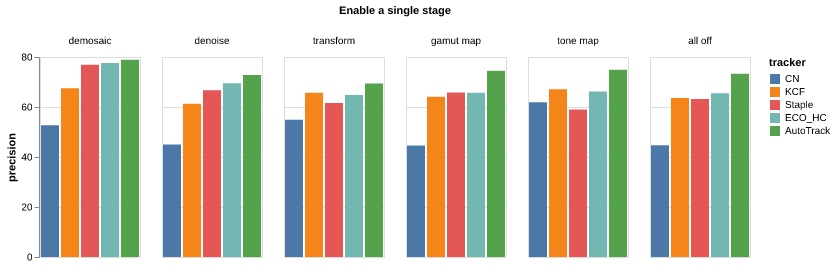 Enable a single stage
demosaic denoise transform gamut map tone map all off
precision
80
60
40
20
0
tracker
CN
KCF
Staple
ECO_HC
AutoTrack